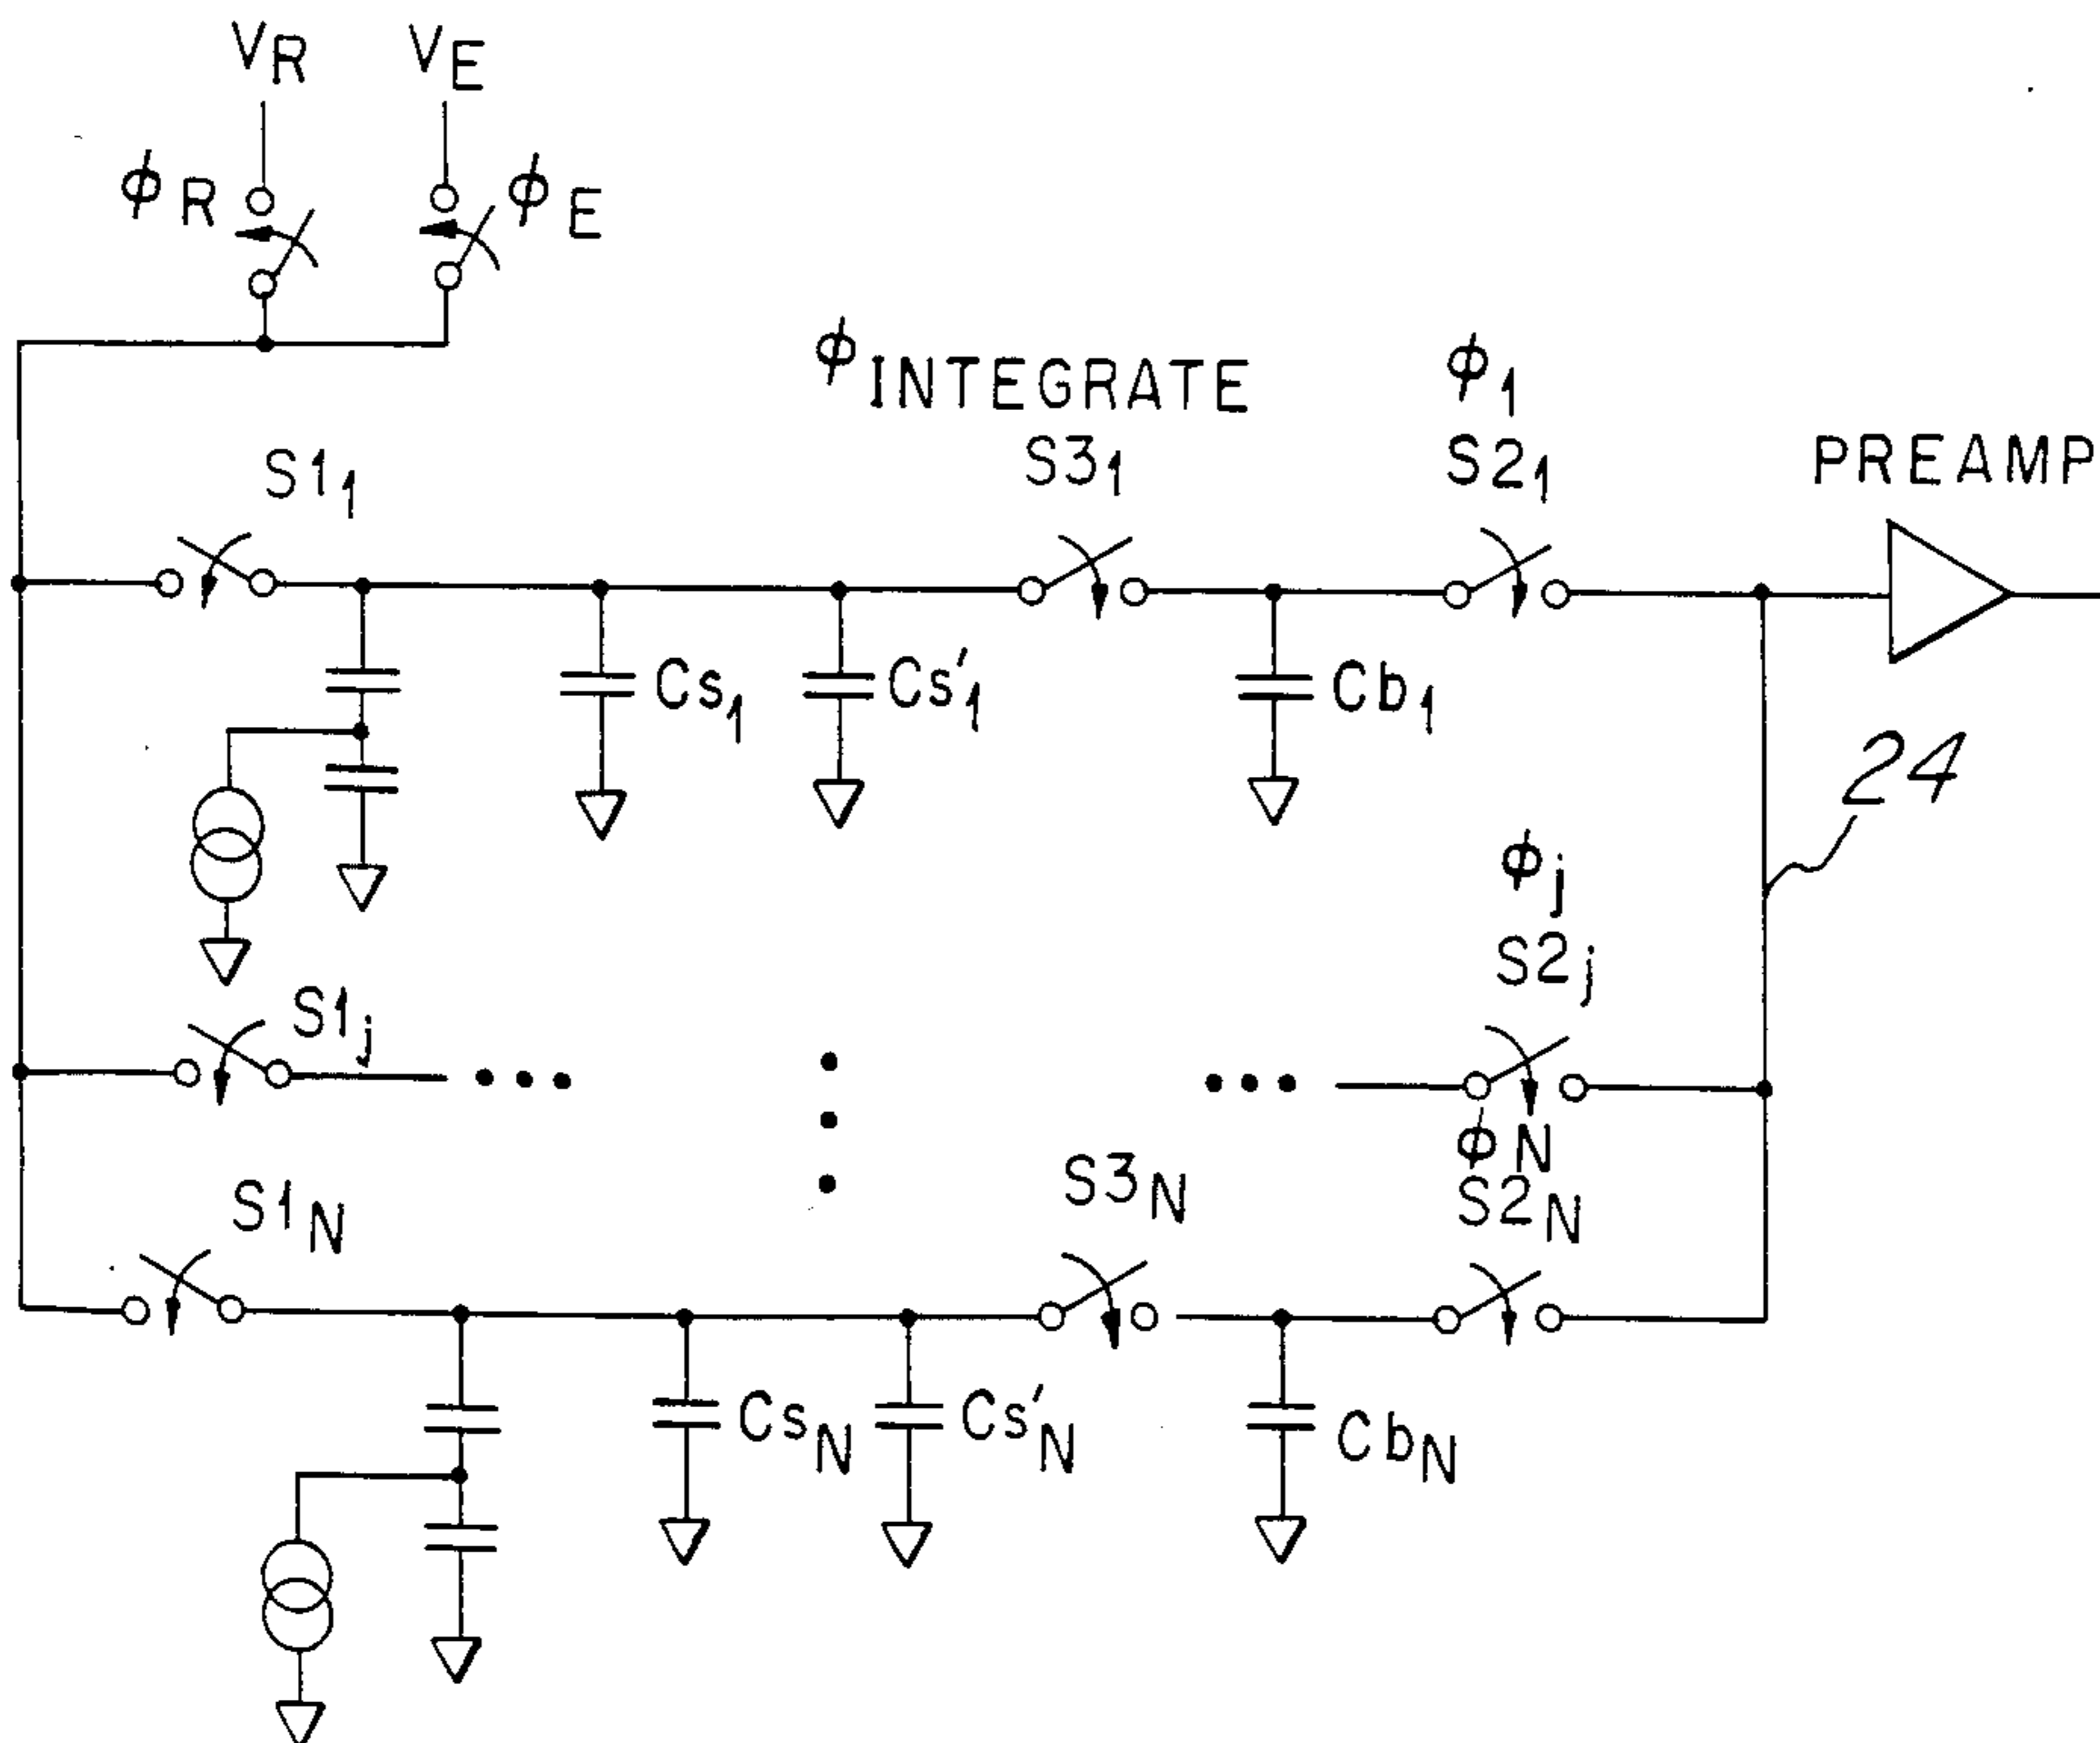 VR VE
ϕR ϕE
ϕINTEGRATE ϕ1
S11 S31 S21 PREAMP
Cs1 Cs'1 Cb1
24
ϕj
S1j S2j
ϕN
S1N S3N S2N
CsN Cs'N CbN